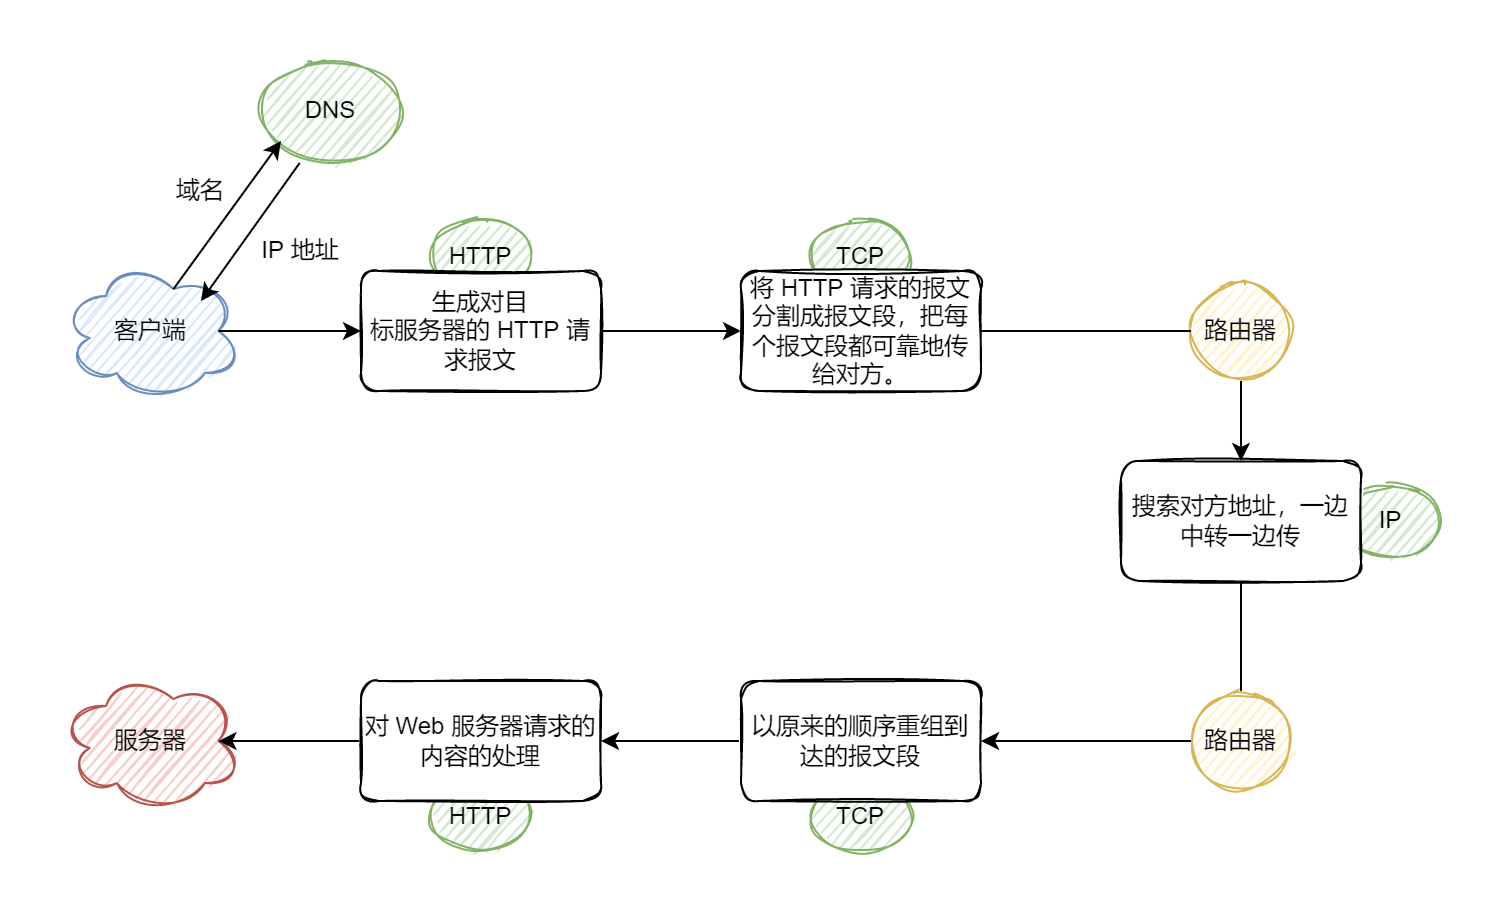 DNS
域名
IP 地址
客户端
HTTP
生成对目
标服务器的 HTTP 请
求报文
TCP
将 HTTP 请求的报文
分割成报文段，把每
个报文段都可靠地传
给对方。
路由器
搜索对方地址，一边
中转一边传
IP
服务器
对 Web 服务器请求的
内容的处理
HTTP
以原来的顺序重组到
达的报文段
TCP
路由器